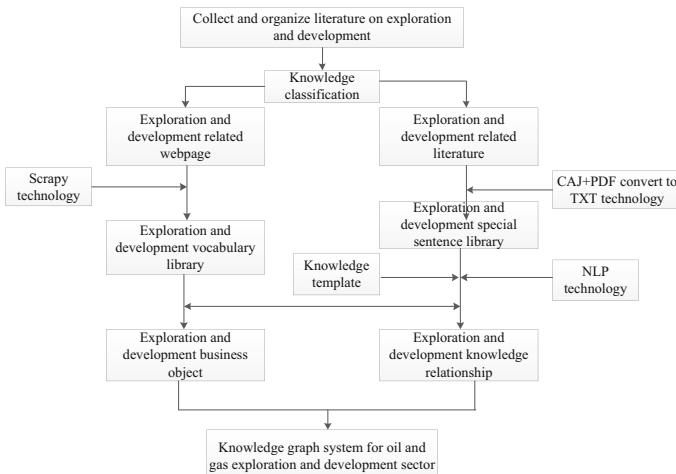 Collect and organize literature on exploration
and development
Knowledge
classification
Exploration and
development related
webpage
Exploration and
development related
literature
Scrapy
technology
CAJ+PDF convert to
TXT technology
Exploration and
development vocabulary
library
Exploration and
development special
sentence library
Knowledge
template
NLP
technology
Exploration and
development business
object
Exploration and
development knowledge
relationship
Knowledge graph system for oil and
gas exploration and development sector